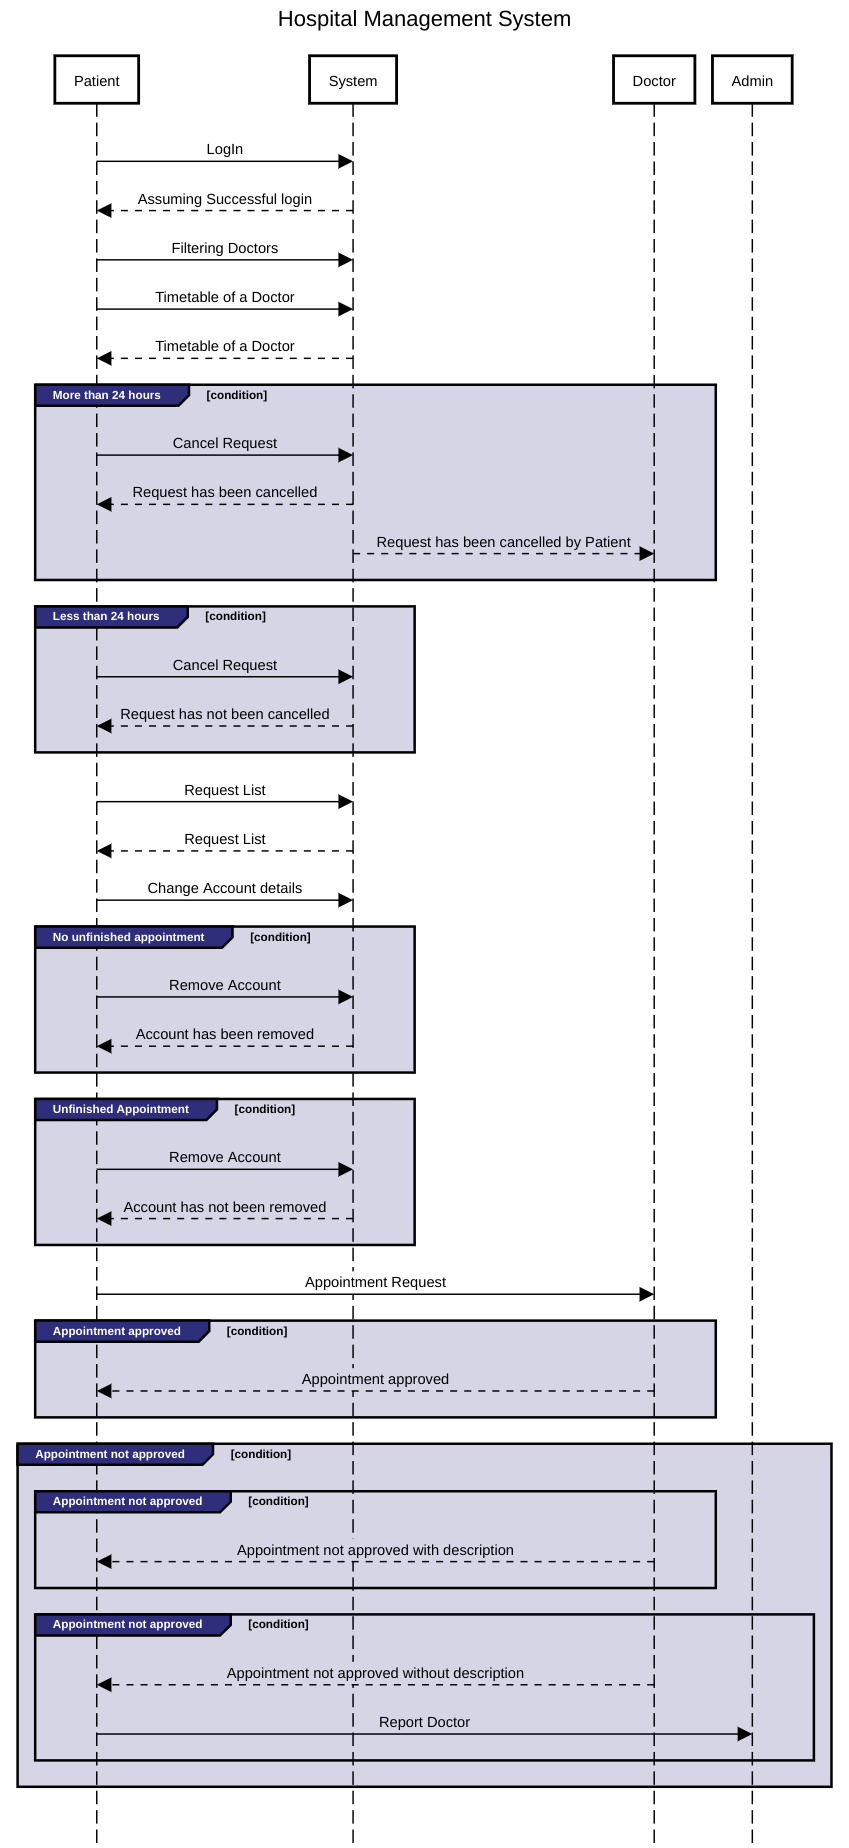 Hospital Management System
Patient
System
Doctor
Admin
LogIn
Assuming Successful login
Filtering Doctors
Timetable of a Doctor
Timetable of a Doctor
More than 24 hours [condition]
Cancel Request
Request has been cancelled
Request has been cancelled by Patient
Less than 24 hours [condition]
Cancel Request
Request has not been cancelled
Request List
Request List
Change Account details
No unfinished appointment [condition]
Remove Account
Account has been removed
Unfinished Appointment [condition]
Remove Account
Account has not been removed
Appointment Request
Appointment approved [condition]
Appointment approved
Appointment not approved [condition]
Appointment not approved [condition]
Appointment not approved with description
Appointment not approved [condition]
Appointment not approved without description
Report Doctor